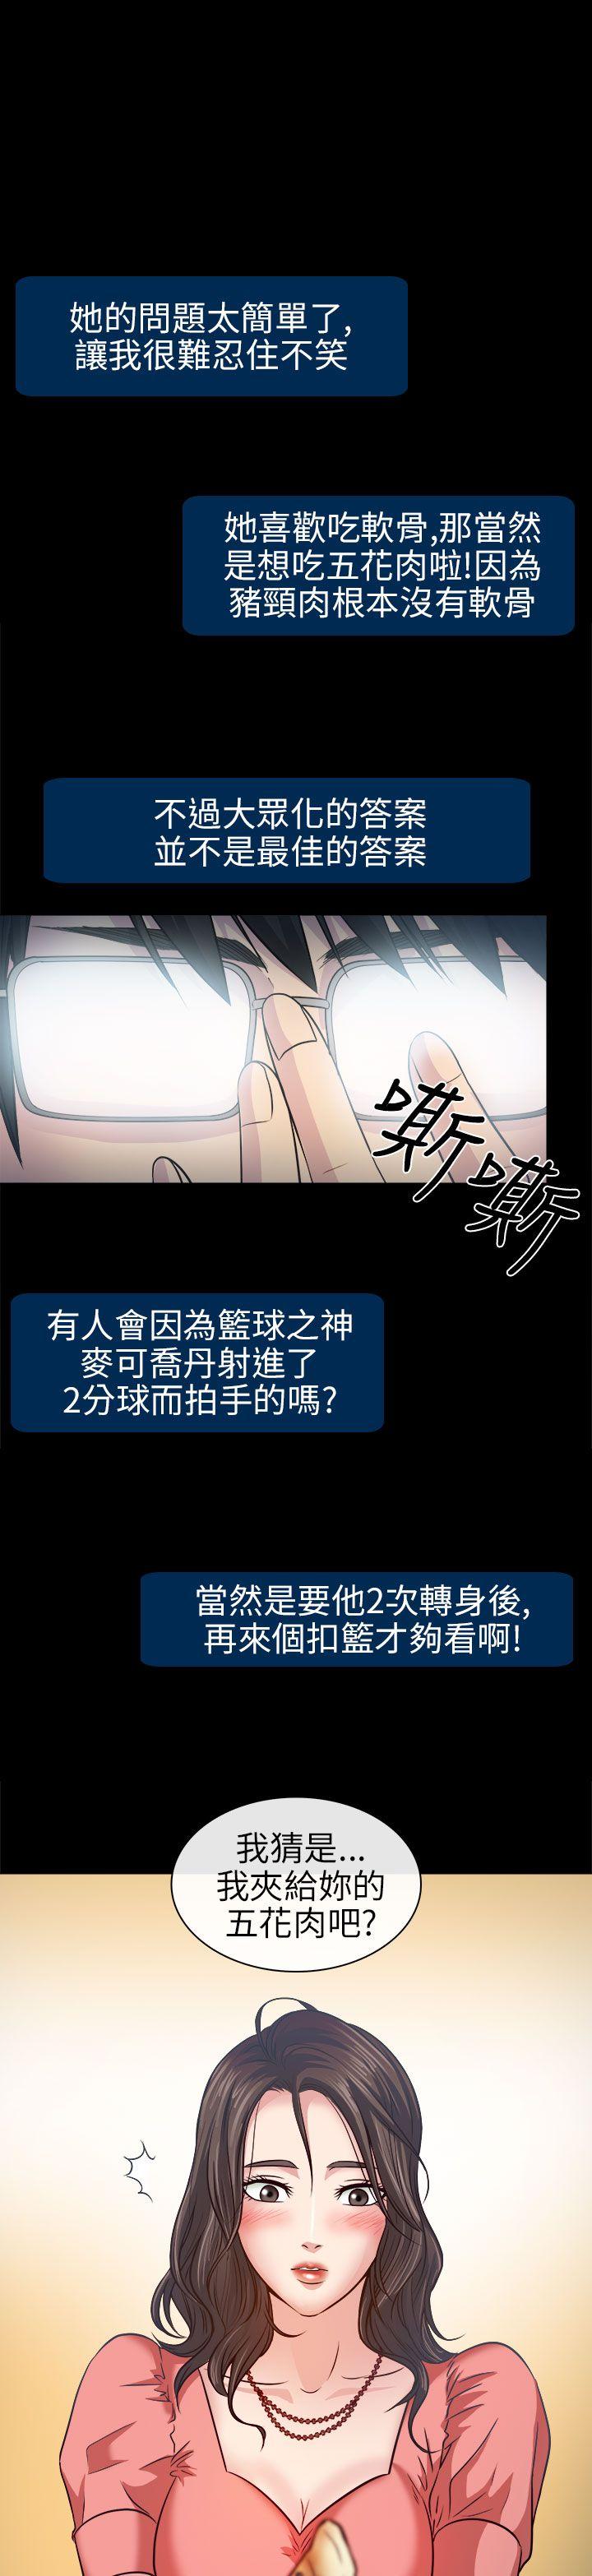 她的問題太簡單了,
讓我很難忍住不笑
她喜歡吃軟骨,那當然
是想吃五花肉啦!因為
豬頸肉根本沒有軟骨
不過大眾化的答案
並不是最佳的答案
嘶嘶
有人會因為籃球之神
麥可喬丹射進了
2分球而拍手的嗎?
當然是要他2次轉身後,
再來個扣籃才夠看啊!
我猜是...
我夾給妳的
五花肉吧?